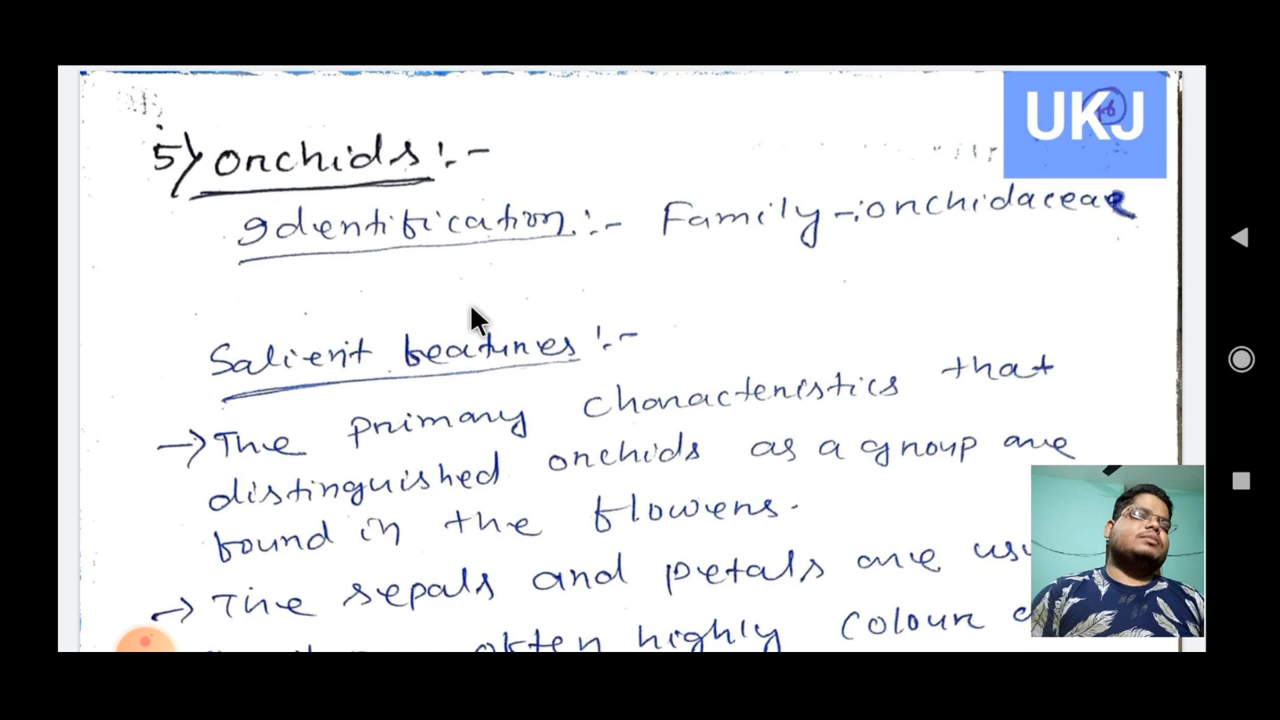 UKJ
5) Orchids :-
Identification :- Family -: Orchidaceae
Salient features :-
→ The primary characteristics that
distinguished orchids as a group are
found in the flowers.
→ The sepals and petals are
often highly colour